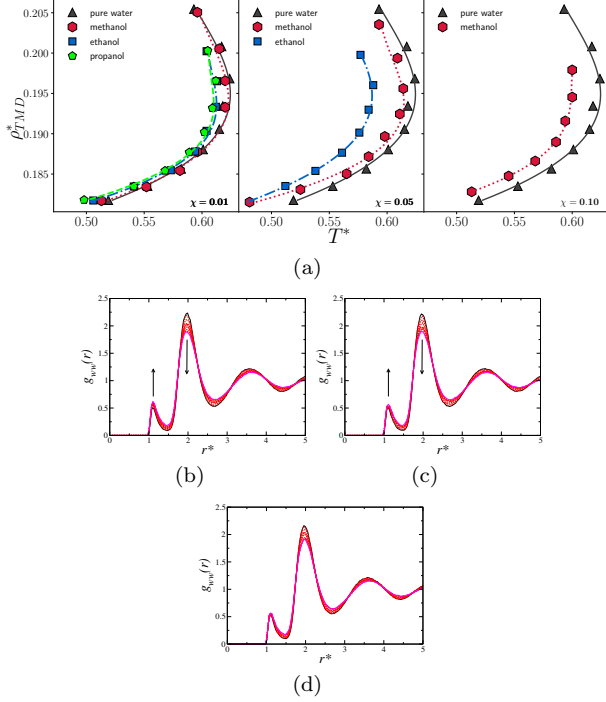 (a)
ρ*TMD
0.205
0.200
0.195
0.190
0.185
pure water
methanol
ethanol
propanol
χ = 0.01
0.50 0.55 0.60
pure water
methanol
ethanol
χ = 0.05
0.50 0.55 0.60
pure water
methanol
χ = 0.10
0.50 0.55 0.60
T*
(b)
gww(r)
2.5
2
1.5
1
0.5
0
0 1 2 3 4 5
r*
(c)
gww(r)
2.5
2
1.5
1
0.5
0
0 1 2 3 4 5
r*
(d)
gww(r)
2.5
2
1.5
1
0.5
0
0 1 2 3 4 5
r*